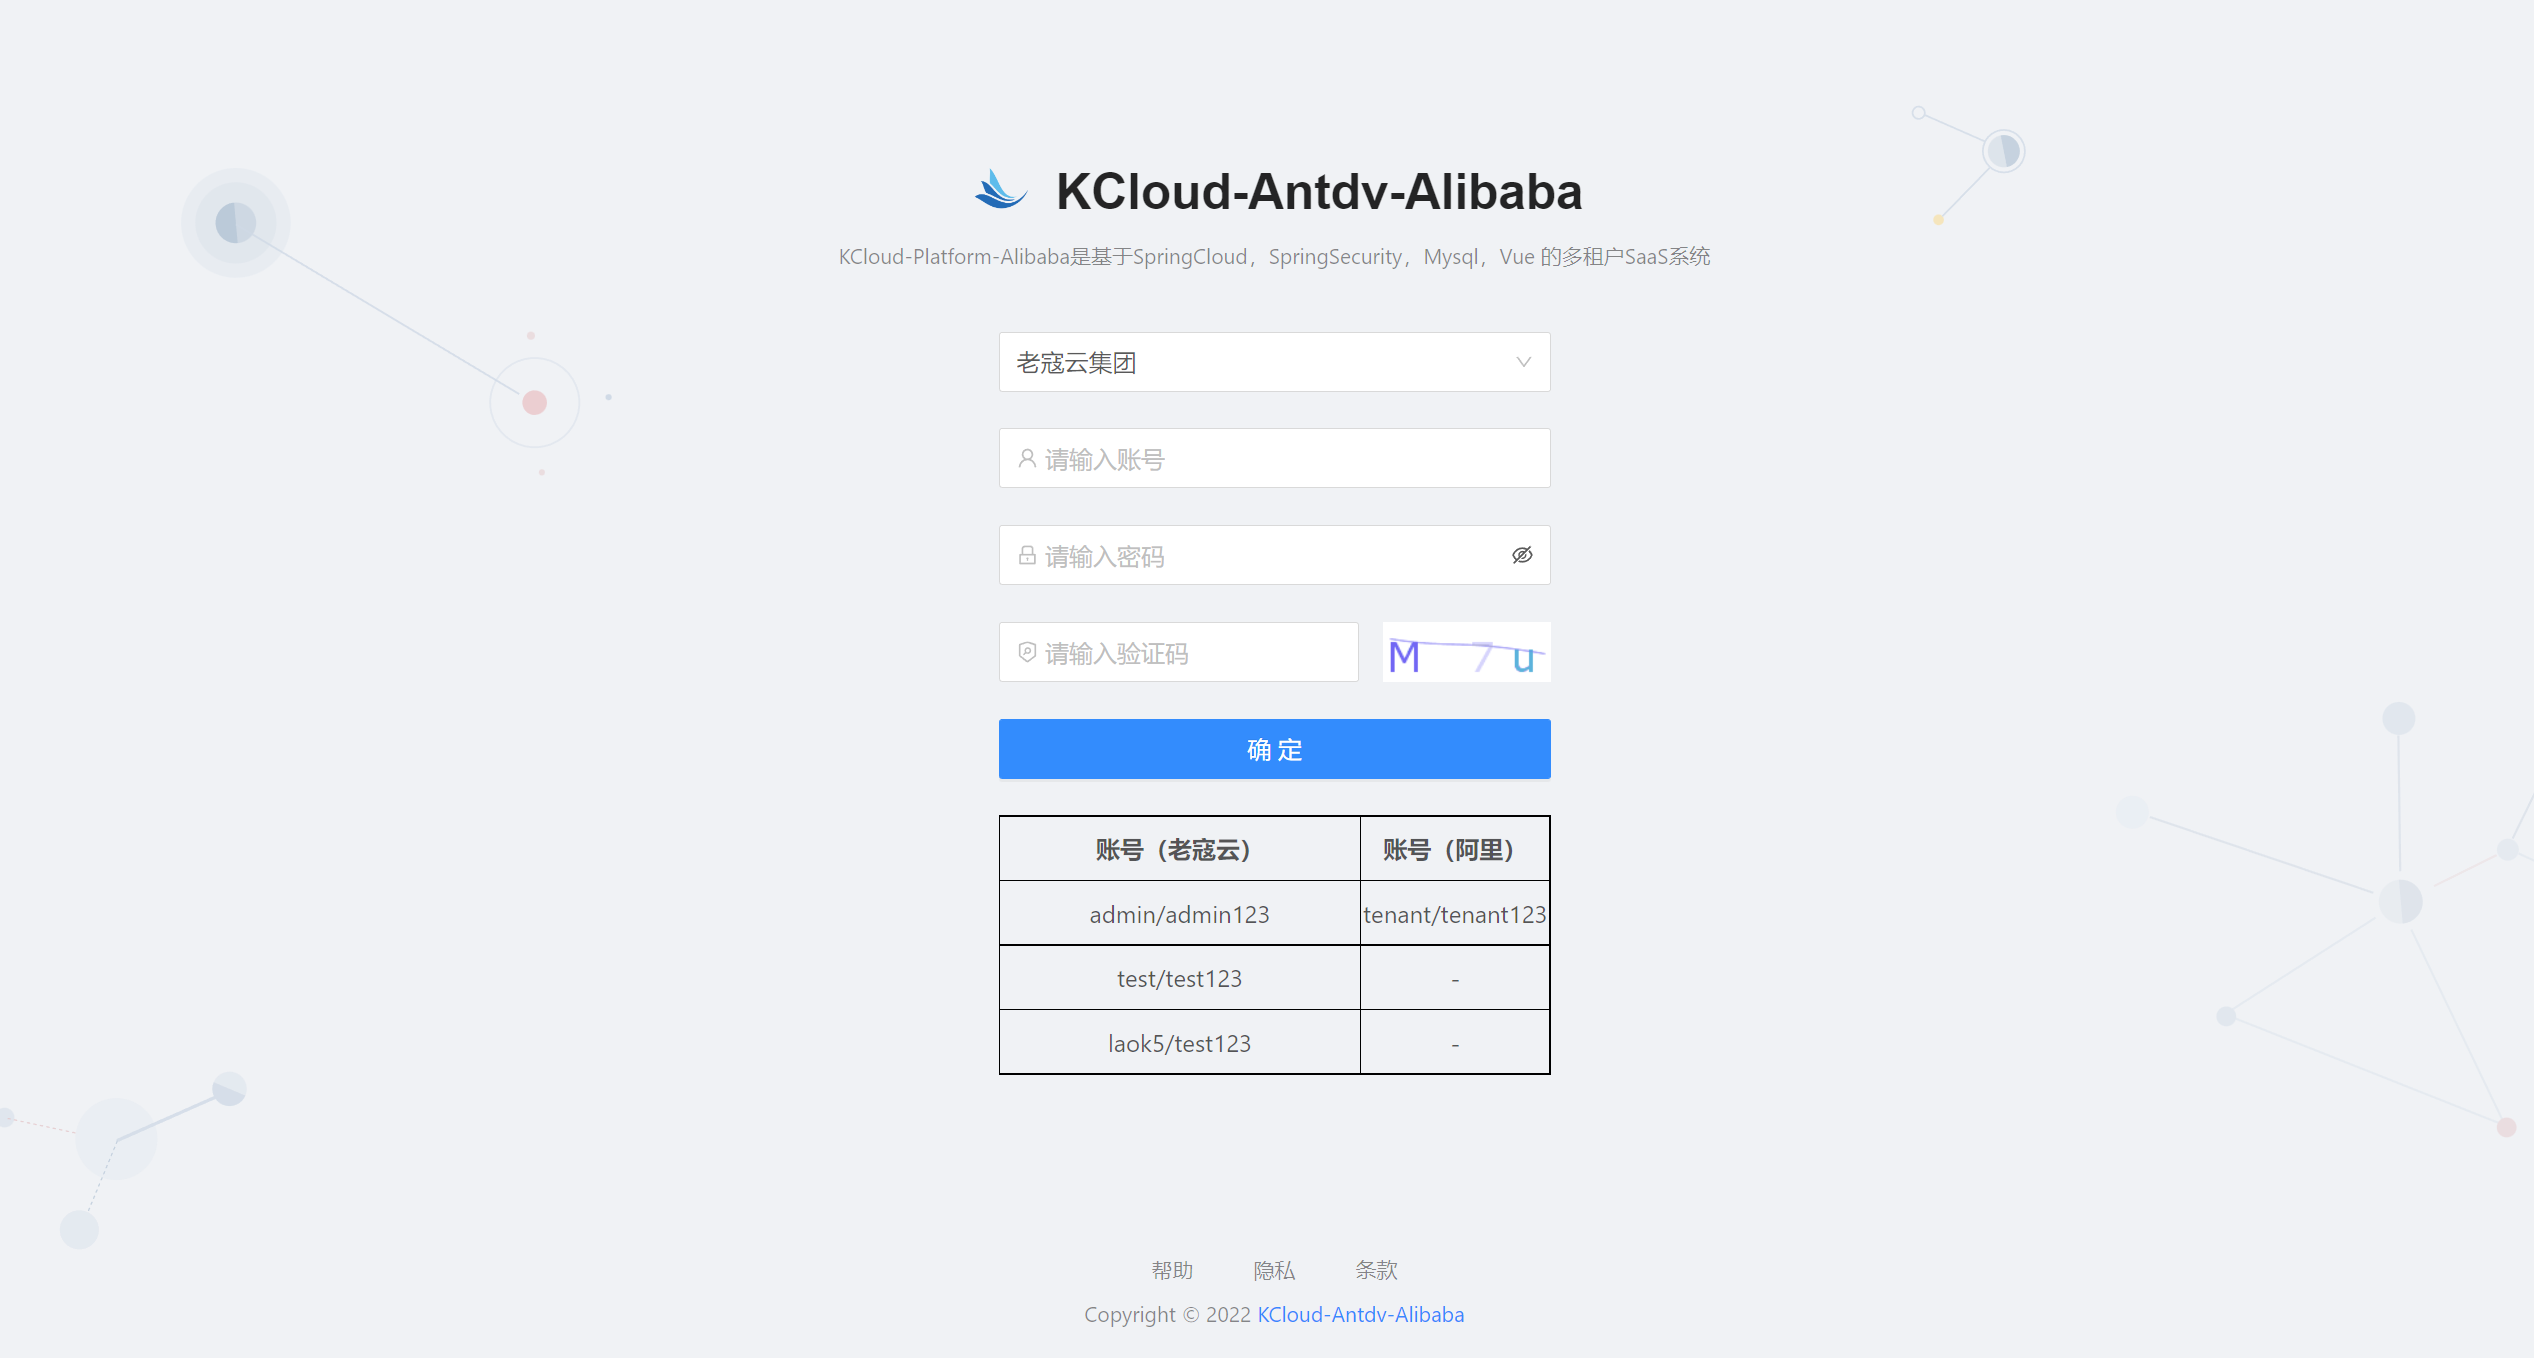 KCloud-Antdv-Alibaba
KCloud-Platform-Alibaba是基于SpringCloud，SpringSecurity，Mysql，Vue 的多租户SaaS系统
老寇云集团
请输入账号
请输入密码
请输入验证码
M 7 u
确 定
账号（老寇云） 账号（阿里）
admin/admin123 tenant/tenant123
test/test123 -
laok5/test123 -
帮助 隐私 条款
Copyright © 2022 KCloud-Antdv-Alibaba